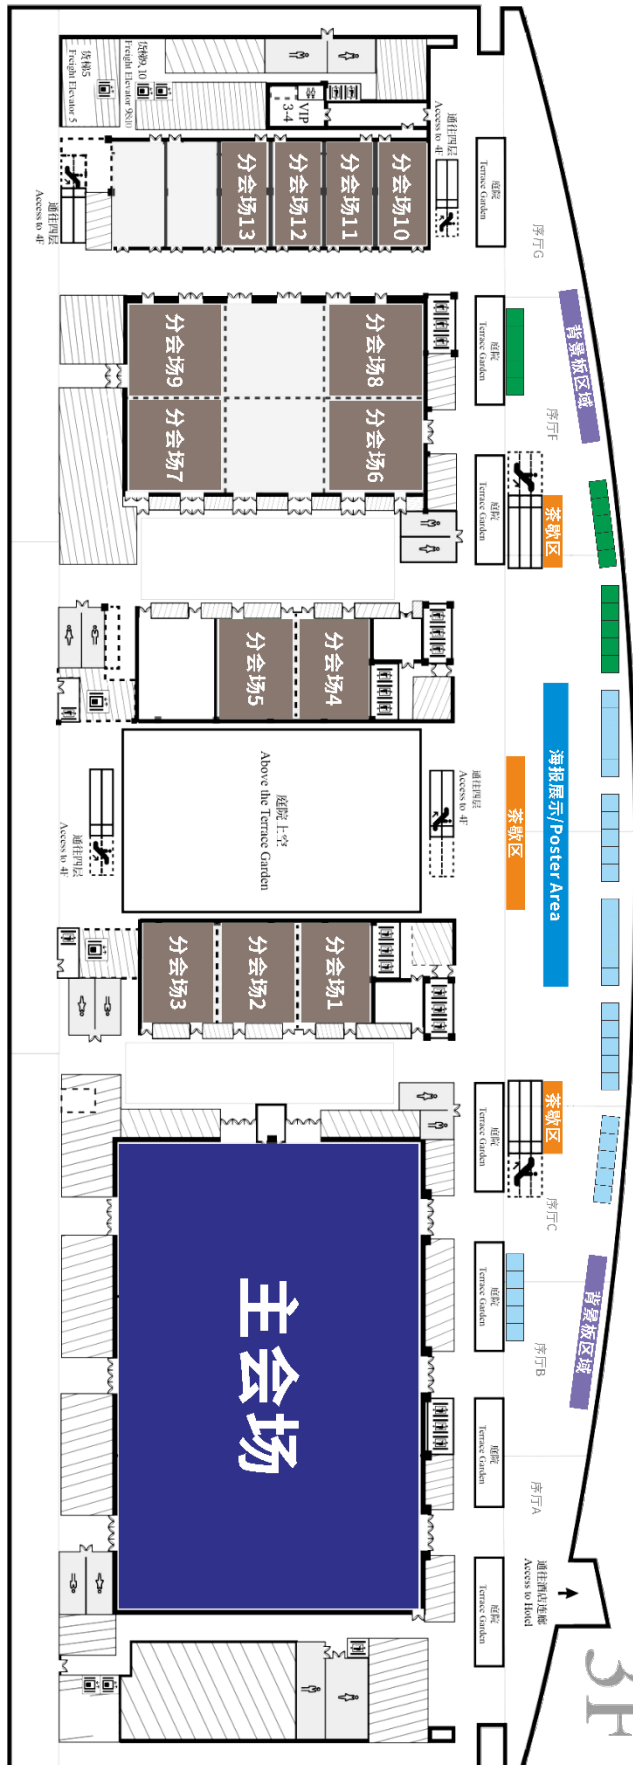 货梯5
Freight Elevator 5
货梯9, 10
Freight Elevator 9&10
VIP
3-4
通往四层
Access to 4F
通往四层
Access to 4F
分会场13
分会场12
分会场11
分会场10
庭院
Terrace Garden
序厅G
背景板区域
分会场9
分会场8
庭院
Terrace Garden
序厅F
分会场7
分会场6
庭院
Terrace Garden
茶歇区
分会场5
分会场4
庭院上空
Above the Terrace Garden
通往四层
Access to 4F
通往四层
Access to 4F
茶歇区
海报展示/Poster Area
分会场3
分会场2
分会场1
庭院
Terrace Garden
茶歇区
序厅C
主会场
庭院
Terrace Garden
序厅B
背景板区域
庭院
Terrace Garden
序厅A
庭院
Terrace Garden
通往酒店连廊
Access to Hotel
3F